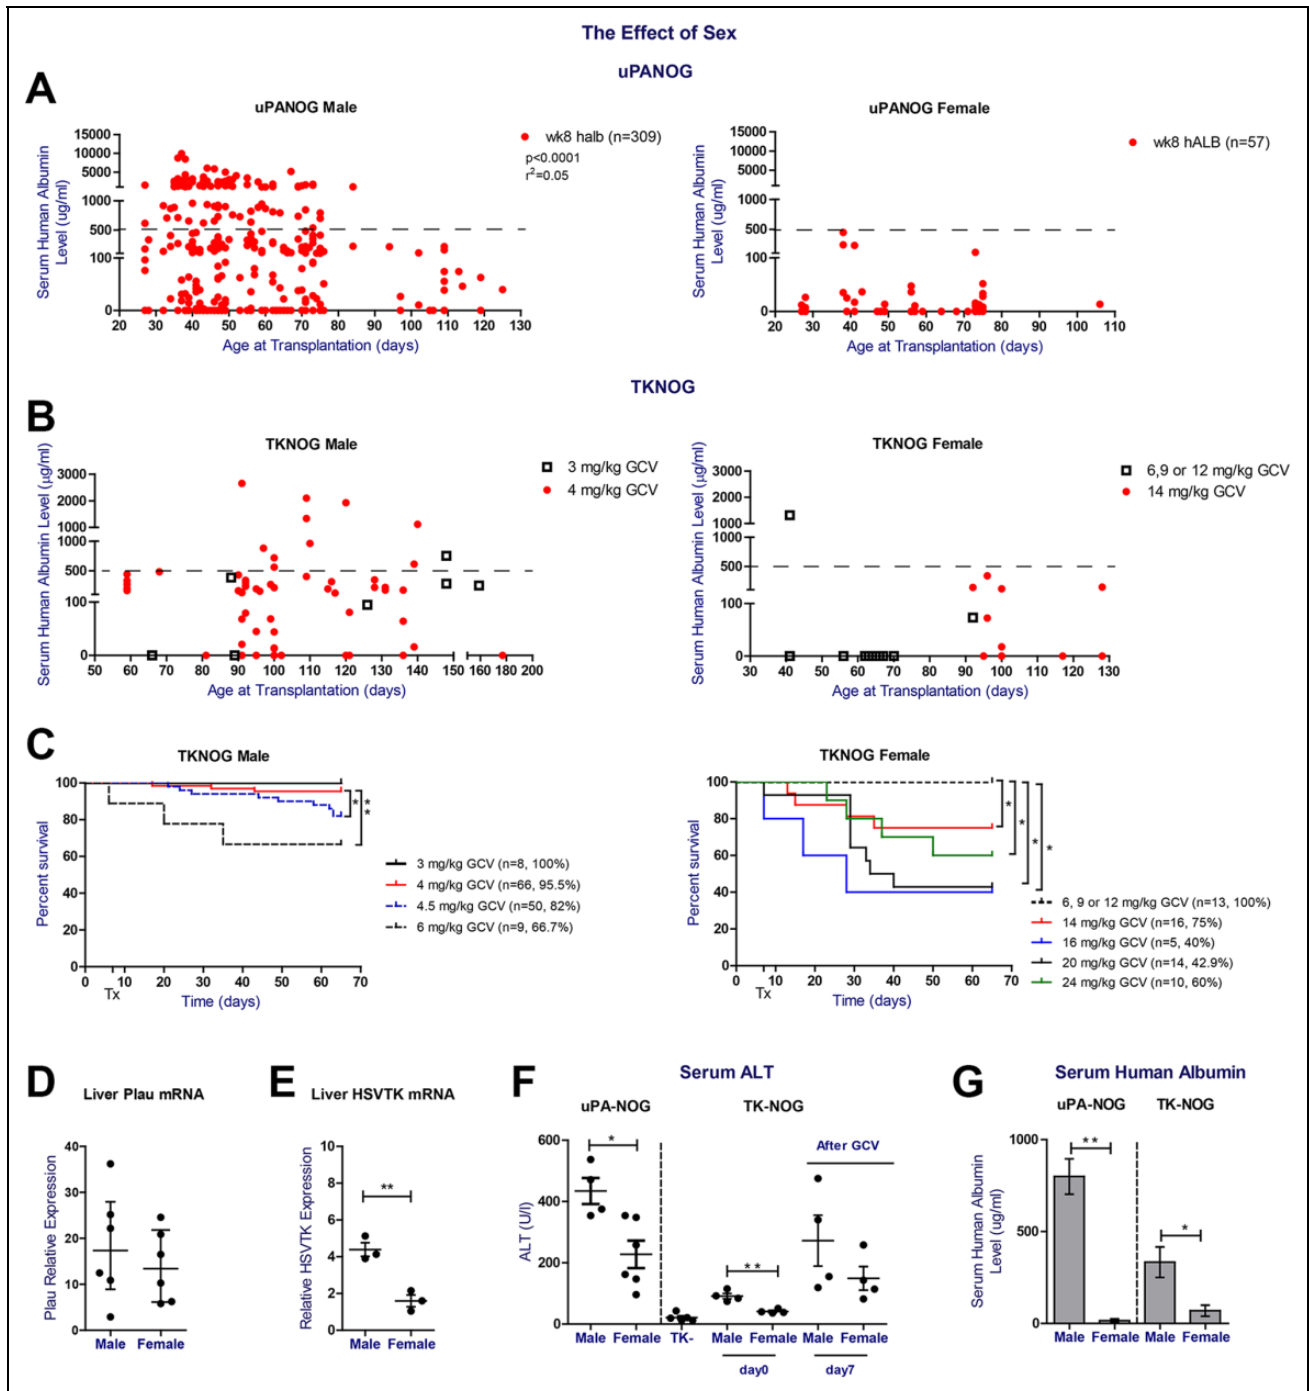 The Effect of Sex
uPANOG
A
uPANOG Male
Serum Human Albumin
Level (ug/ml)
15000
10000
5000
1000
500
100
0
20 30 40 50 60 70 80 90 100 110 120 130
Age at Transplantation (days)
wk8 halb (n=309)
p<0.0001
r²=0.05
uPANOG Female
Serum Human Albumin
Level (ug/ml)
15000
10000
5000
1000
500
100
0
20 30 40 50 60 70 80 90 100 110
Age at Transplantation (days)
wk8 hALB (n=57)
TKNOG
B
TKNOG Male
Serum Human Albumin Level (µg/ml)
3000
2000
1000
1000
500
100
0
50 60 70 80 90 100 110 120 130 140 150 160 180 200
Age at Transplantation (days)
3 mg/kg GCV
4 mg/kg GCV
TKNOG Female
Serum Human Albumin Level (µg/ml)
3000
2000
1000
1000
500
100
0
30 40 50 60 70 80 90 100 110 120 130
Age at Transplantation (days)
6,9 or 12 mg/kg GCV
14 mg/kg GCV
C
TKNOG Male
Percent survival
100
80
60
40
20
0
0 10 20 30 40 50 60 70
Tx
Time (days)
*
**
3 mg/kg GCV (n=8, 100%)
4 mg/kg GCV (n=66, 95.5%)
4.5 mg/kg GCV (n=50, 82%)
6 mg/kg GCV (n=9, 66.7%)
TKNOG Female
Percent survival
100
80
60
40
20
0
0 10 20 30 40 50 60 70
Tx
Time (days)
*
*
*
*
6, 9 or 12 mg/kg GCV (n=13, 100%)
14 mg/kg GCV (n=16, 75%)
16 mg/kg GCV (n=5, 40%)
20 mg/kg GCV (n=14, 42.9%)
24 mg/kg GCV (n=10, 60%)
D
Liver Plau mRNA
Plau Relative Expression
40
30
20
10
0
Male Female
E
Liver HSVTK mRNA
Relative HSVTK Expression
10
8
6
4
2
0
**
Male Female
F
Serum ALT
uPA-NOG TK-NOG
ALT (U/l)
600
400
200
0
*
**
After GCV
Male Female TK- Male Female Male Female
day0 day7
G
Serum Human Albumin
uPA-NOG TK-NOG
Serum Human Albumin
Level (ug/ml)
1000
500
0
**
*
Male Female Male Female